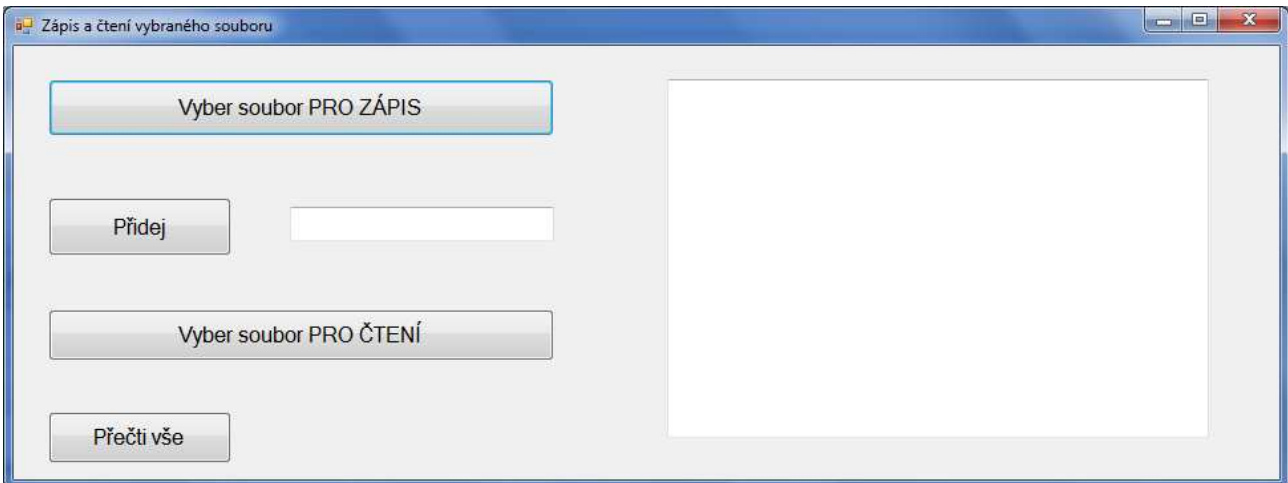 Zápis a čtení vybraného souboru
Vyber soubor PRO ZÁPIS
Přidej
Vyber soubor PRO ČTENÍ
Přečti vše